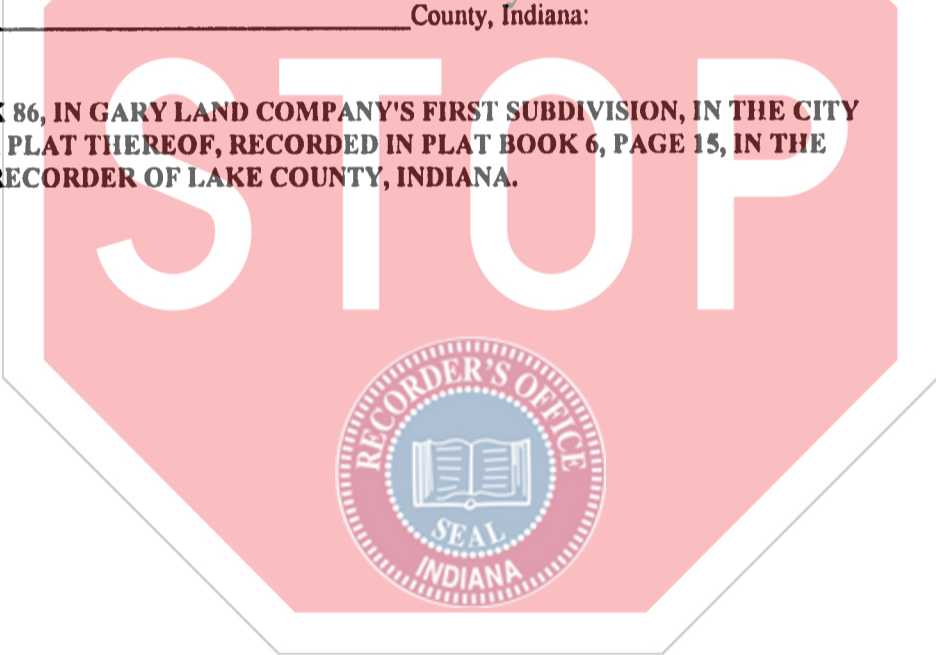 County, Indiana:
86, IN GARY LAND COMPANY'S FIRST SUBDIVISION, IN THE CITY
PLAT THEREOF, RECORDED IN PLAT BOOK 6, PAGE 15, IN THE
RECORDER OF LAKE COUNTY, INDIANA.
STOP
RECORDER'S OFFICE
SEAL
INDIANA